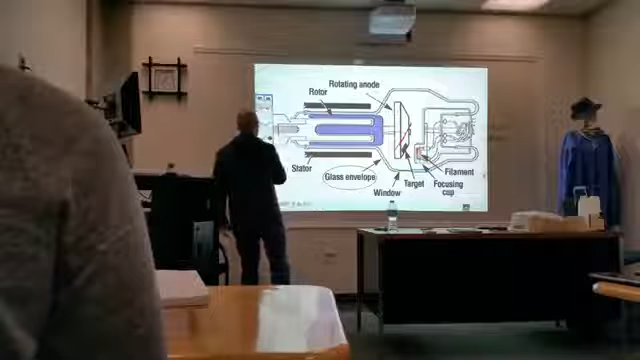 Rotating anode
Rotor
Stator
Glass envelope
Window
Target
Filament
Focusing
cup